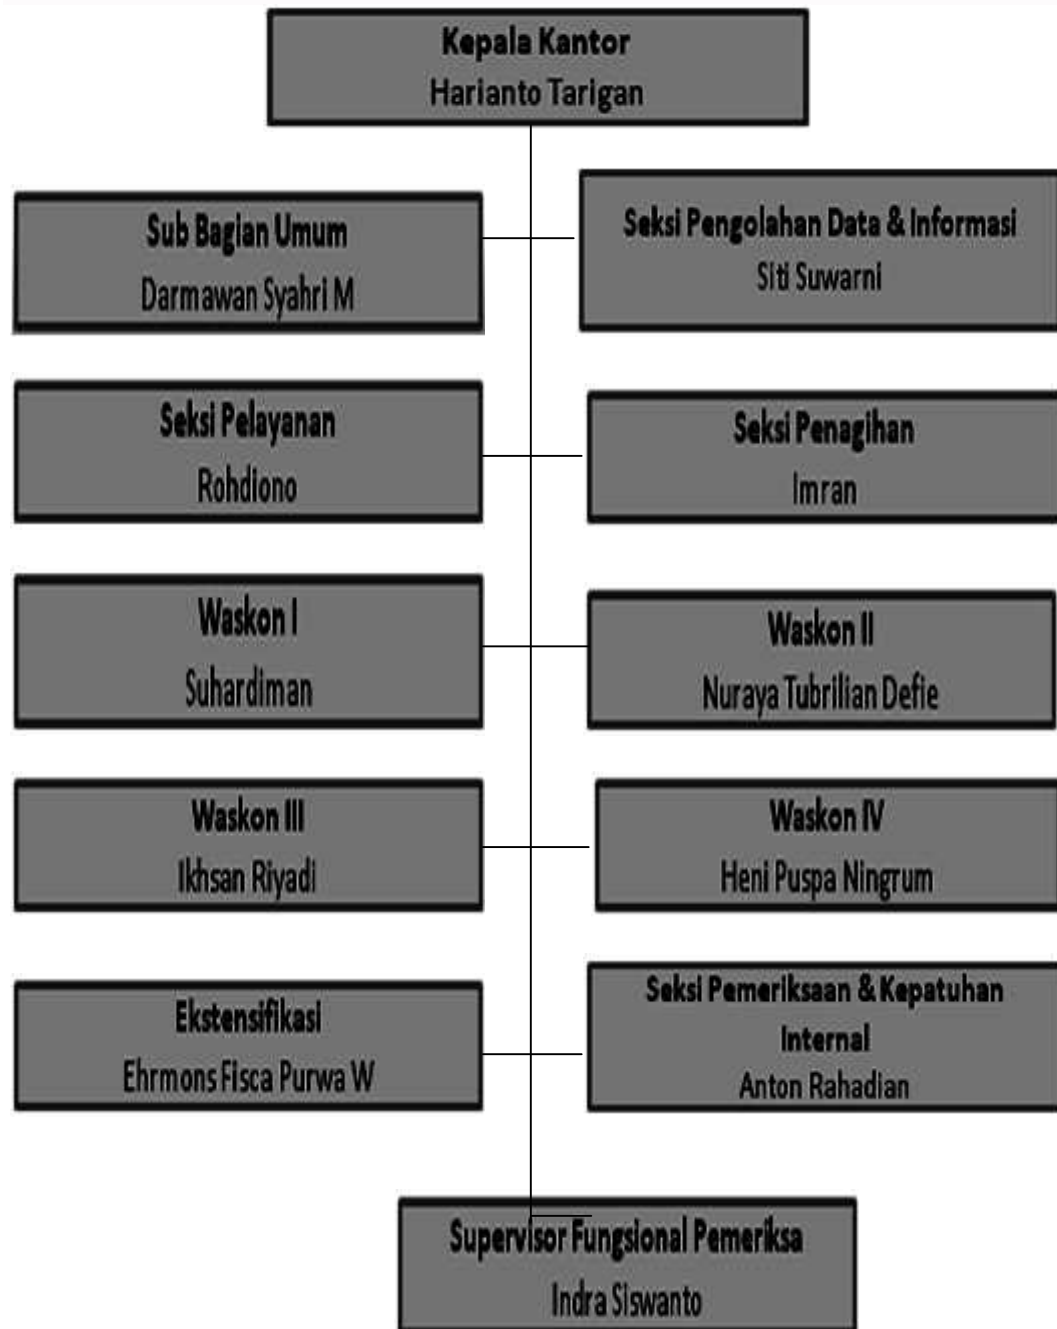 Kepala Kantor
Harianto Tarigan
Sub Bagian Umum
Darmawan Syahri M
Seksi Pengolahan Data & Informasi
Siti Suwarni
Seksi Pelayanan
Rohdiono
Seksi Penagihan
Imran
Waskon I
Suhardiman
Waskon II
Nuraya Tubrilian Defie
Waskon III
Ikhsan Riyadi
Waskon IV
Heni Puspa Ningrum
Ekstensifikasi
Ehrmons Fisca Purwa W
Seksi Pemeriksaan & Kepatuhan
Internal
Anton Rahadian
Supervisor Fungsional Pemeriksa
Indra Siswanto